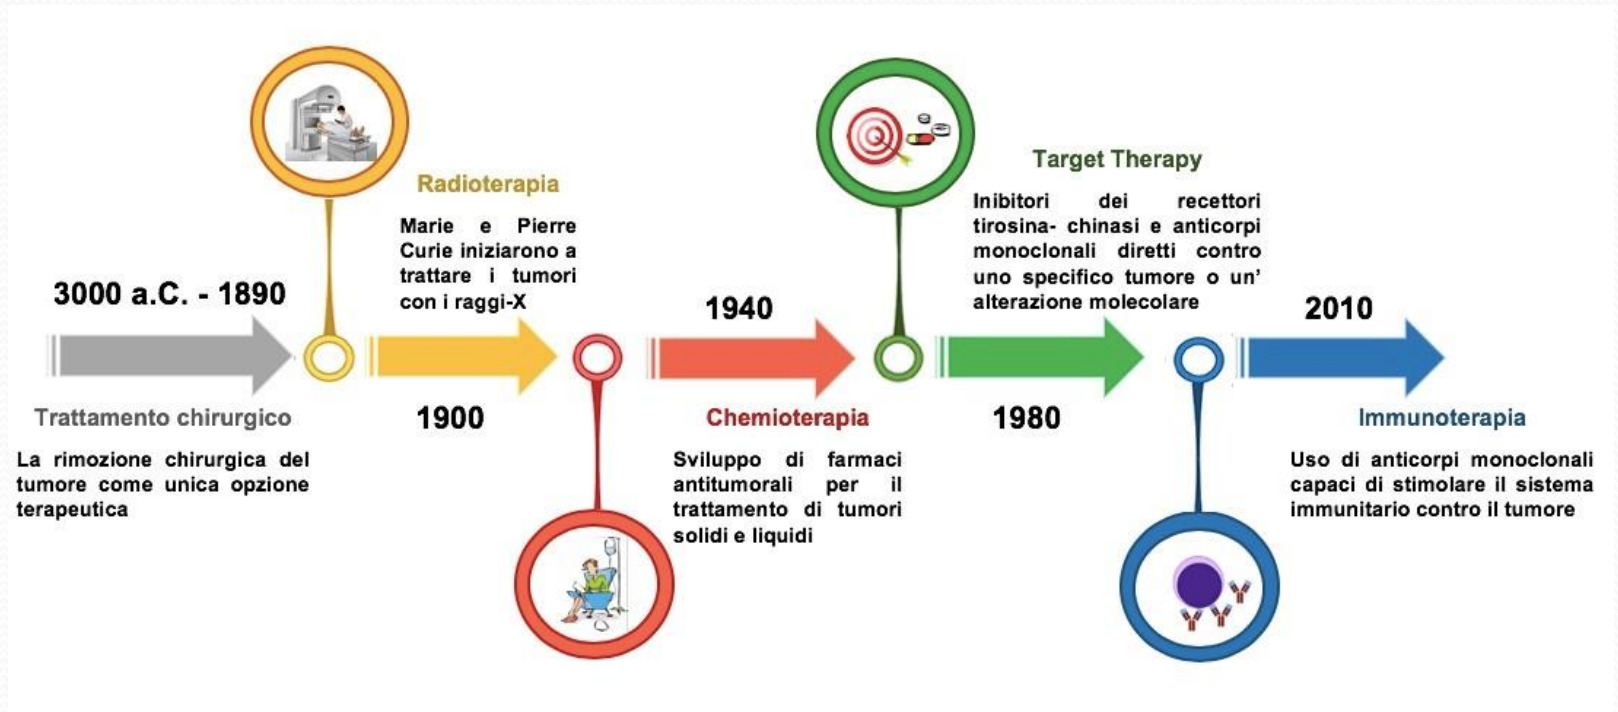 3000 a.C. - 1890
Trattamento chirurgico
La rimozione chirurgica del
tumore come unica opzione
terapeutica
Radioterapia
Marie e Pierre
Curie iniziarono a
trattare i tumori
con i raggi-X
1900
1940
Chemioterapia
Sviluppo di farmaci
antitumorali per il
trattamento di tumori
solidi e liquidi
Target Therapy
Inibitori dei recettori
tirosina- chinasi e anticorpi
monoclonali diretti contro
uno specifico tumore o un'
alterazione molecolare
1980
2010
Immunoterapia
Uso di anticorpi monoclonali
capaci di stimolare il sistema
immunitario contro il tumore